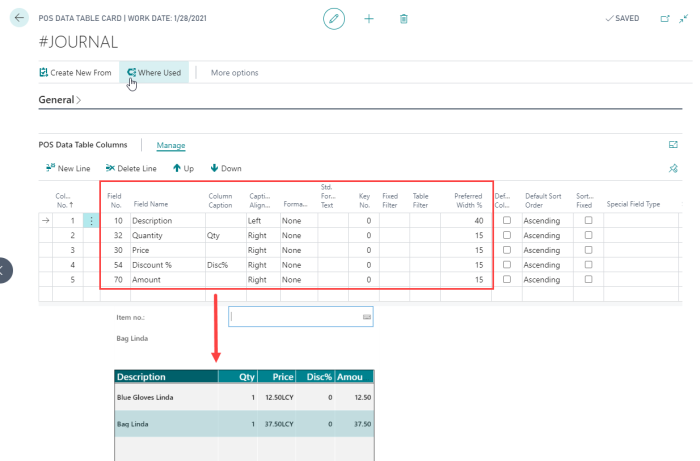 POS DATA TABLE CARD | WORK DATE: 1/28/2021
SAVED
#JOURNAL
Create New From Where Used More options
General
POS Data Table Columns Manage
New Line Delete Line Up Down
Col... No. ↑ Field No. Field Name Column Caption Capti... Align... Forma... Std. For... Text Key No. Fixed Filter Table Filter Preferred Width % Def... Col... Default Sort Order Sort... Fixed Special Field Type
1 10 Description Left None 0 40 Ascending
2 32 Quantity Qty Right None 0 15 Ascending
3 30 Price Right None 0 15 Ascending
4 54 Discount % Disc% Right None 0 15 Ascending
5 70 Amount Right None 0 15 Ascending
Item no.:
Bag Linda
Description Qty Price Disc% Amou
Blue Gloves Linda 1 12.50LCY 0 12.50
Bag Linda 1 37.50LCY 0 37.50